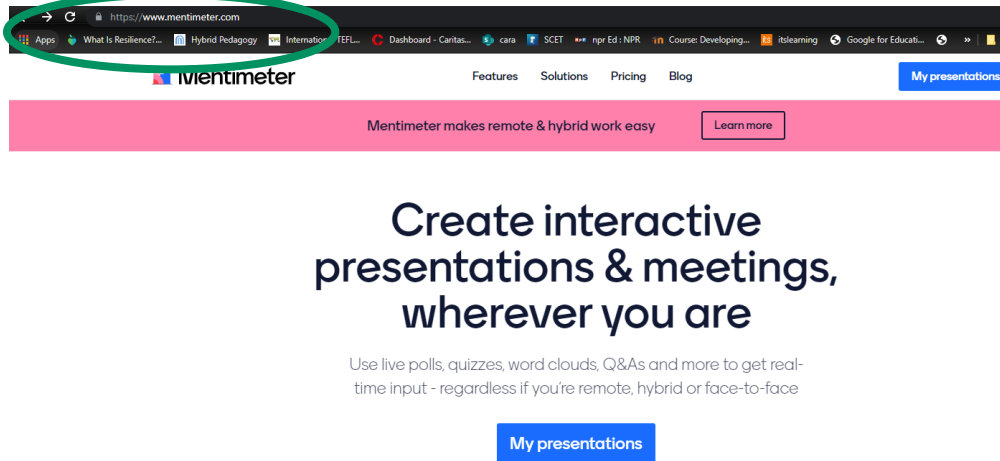 https://www.mentimeter.com
Apps What Is Resilience?... Hybrid Pedagogy International TEFL... Dashboard - Caritas... cara SCET npr Ed : NPR Course: Developing... itslearning Google for Educati... »
Mentimeter Features Solutions Pricing Blog My presentations
Mentimeter makes remote & hybrid work easy Learn more
Create interactive
presentations & meetings,
wherever you are
Use live polls, quizzes, word clouds, Q&As and more to get real-
time input - regardless if you're remote, hybrid or face-to-face
My presentations